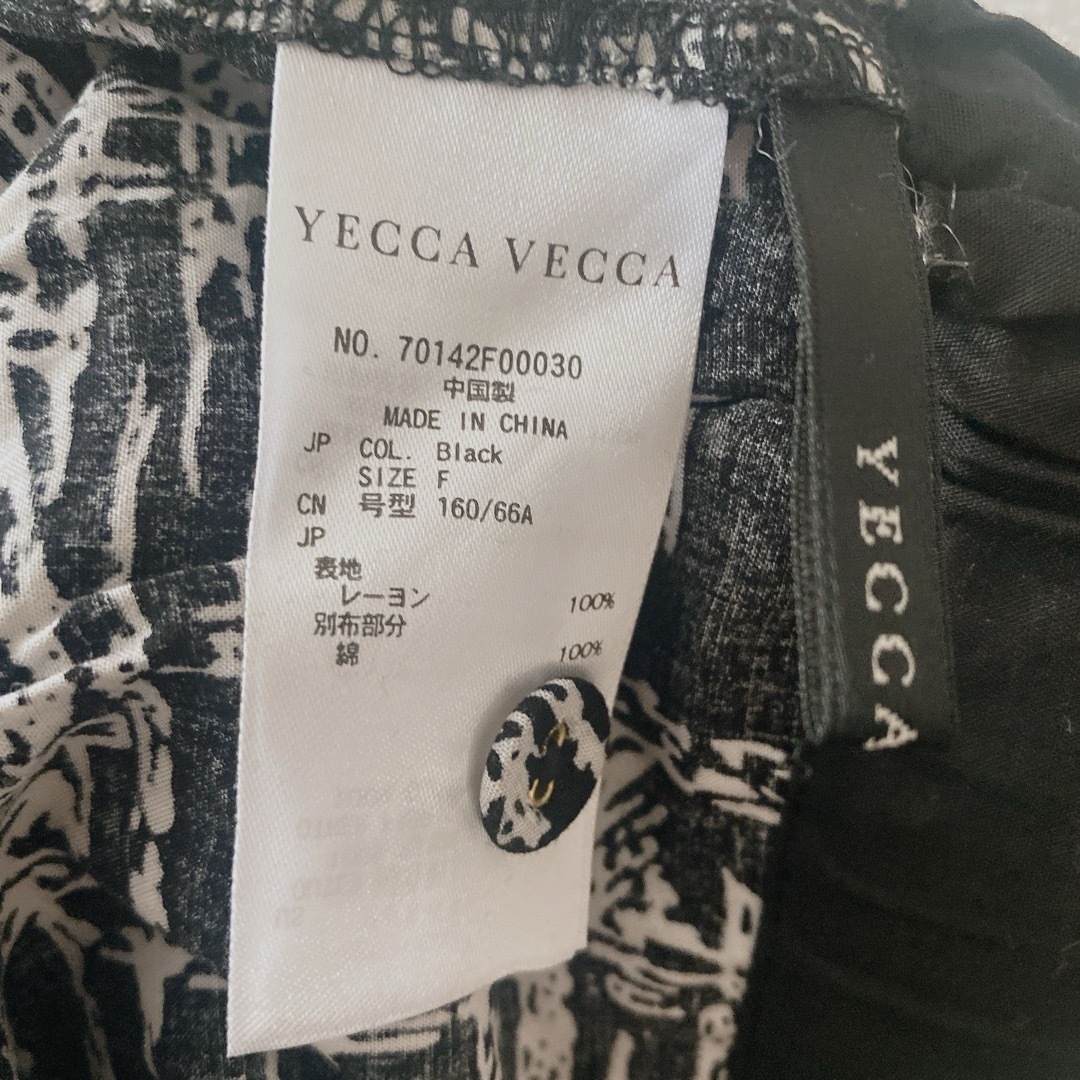 YECCA VECCA
NO. 70142F00030
中国製
MADE IN CHINA
JP COL. Black
SIZE F
CN 号型 160/66A
JP
表地
レーヨン 100%
別布部分
綿 100%
YECCA